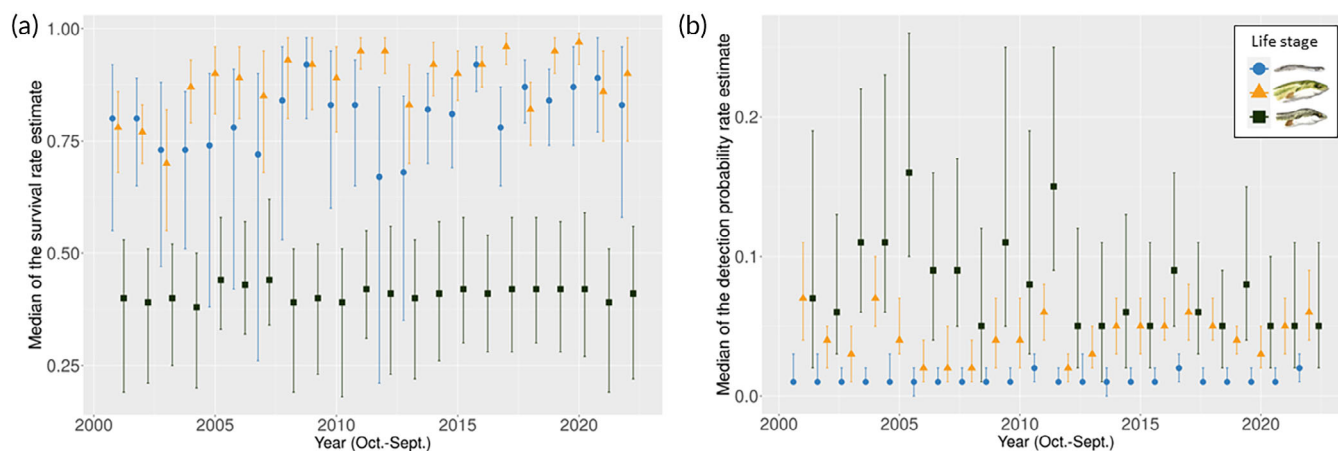 (a)
Median of the survival rate estimate
1.00
0.75
0.50
0.25
2000 2005 2010 2015 2020
Year (Oct.-Sept.)
(b)
Median of the detection probability rate estimate
0.2
0.1
0.0
2000 2005 2010 2015 2020
Year (Oct.-Sept.)
Life stage